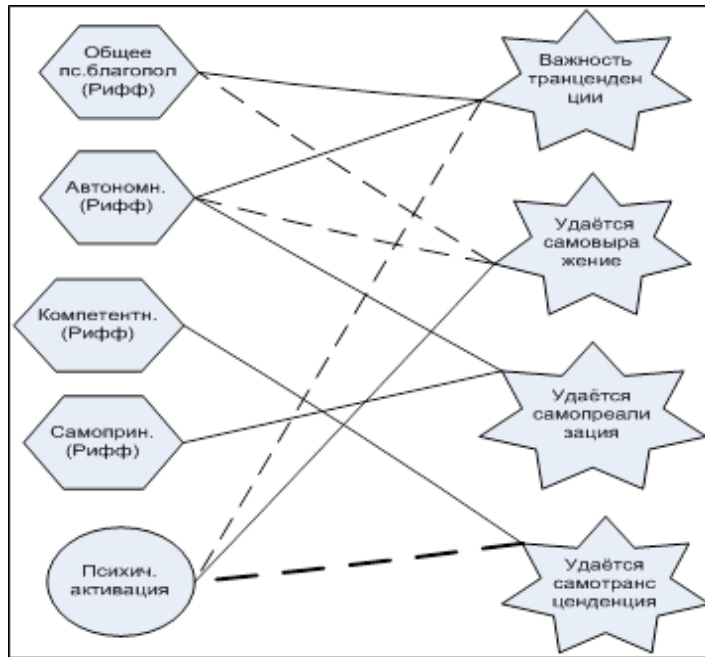 Общее
пс.благопол
(Рифф)
Автономн.
(Рифф)
Компетентн.
(Рифф)
Самоприн.
(Рифф)
Психич.
активация
Важность
транценден
ции
Удаётся
самовыра
жение
Удаётся
самопреали
зация
Удаётся
самотранс
ценденция